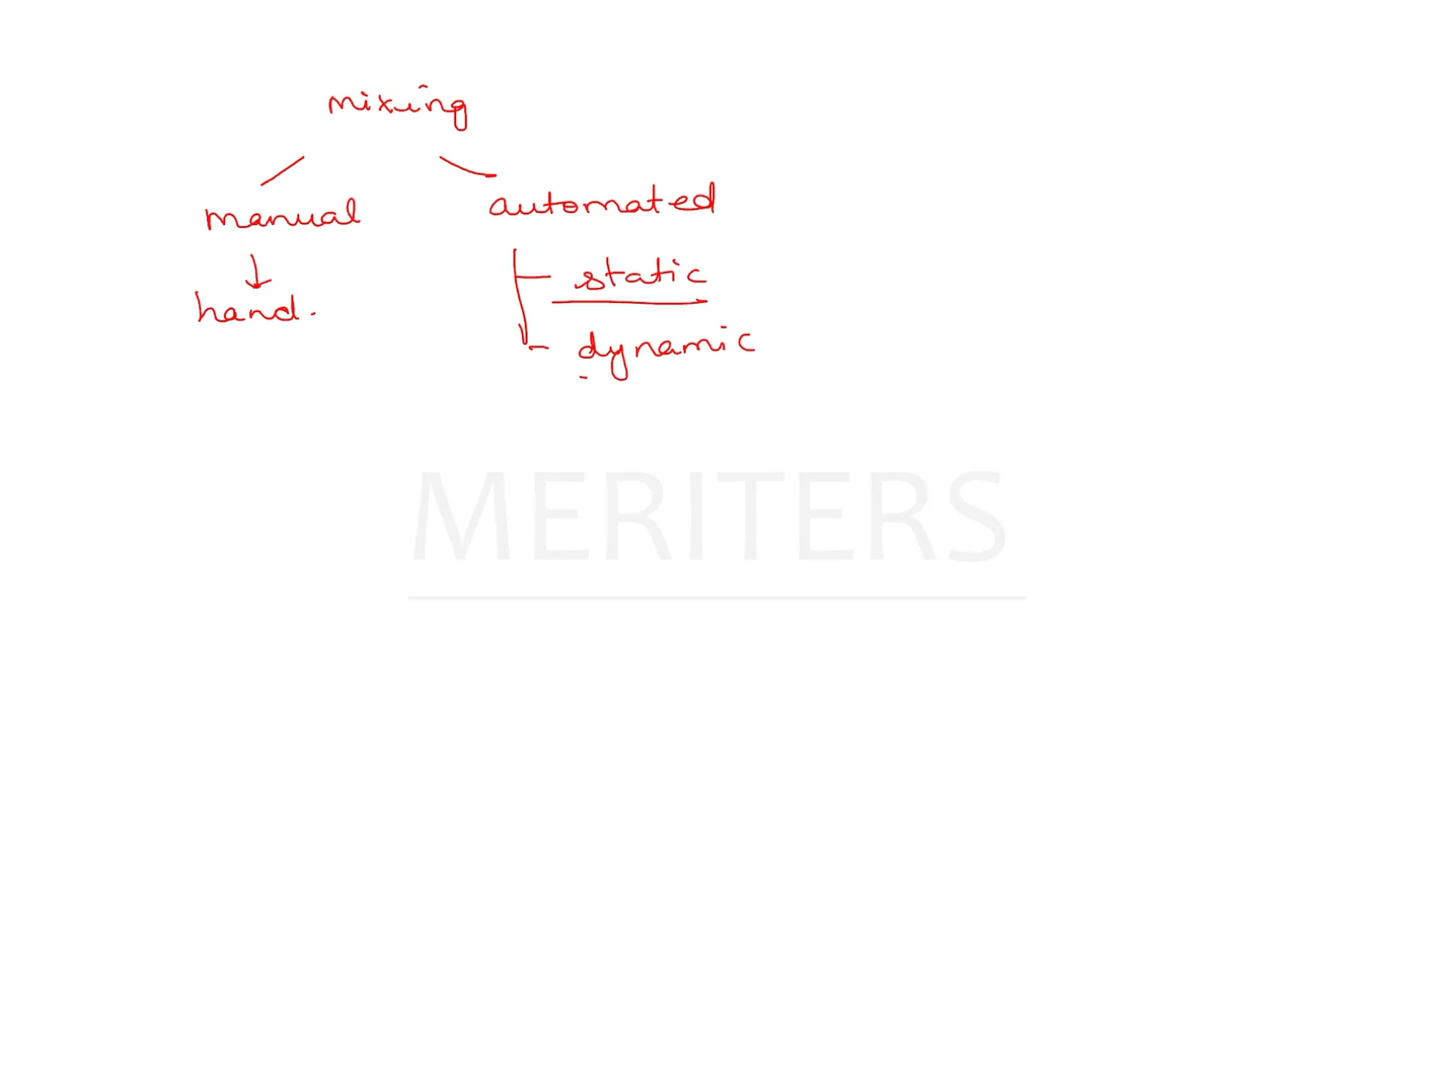 mixing
manual automated
hand. static
dynamic
MERITERS